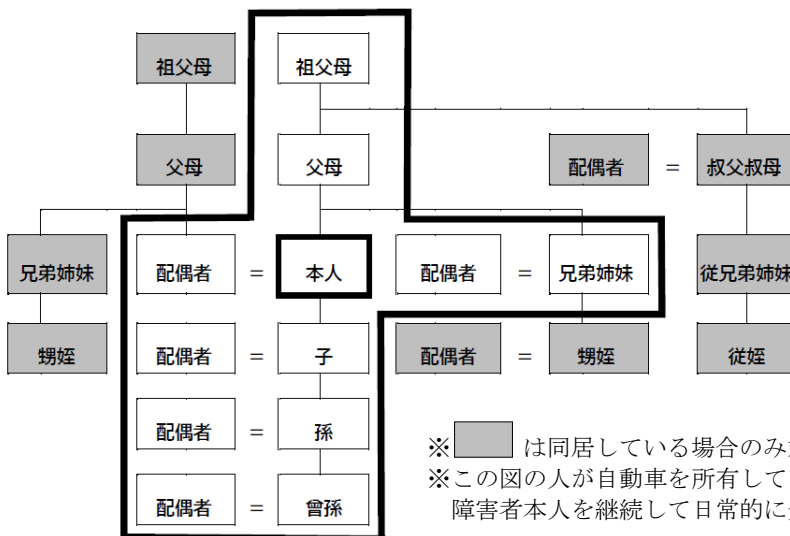 祖父母 祖父母
父母 父母 配偶者 = 叔父叔母
兄弟姉妹 配偶者 = 本人 配偶者 = 兄弟姉妹 従兄弟姉妹
甥姪 配偶者 = 子 配偶者 = 甥姪 従姪
配偶者 = 孫
※ は同居している場合のみ
配偶者 = 曾孫
※この図の人が自動車を所有して
障害者本人を継続して日常的に